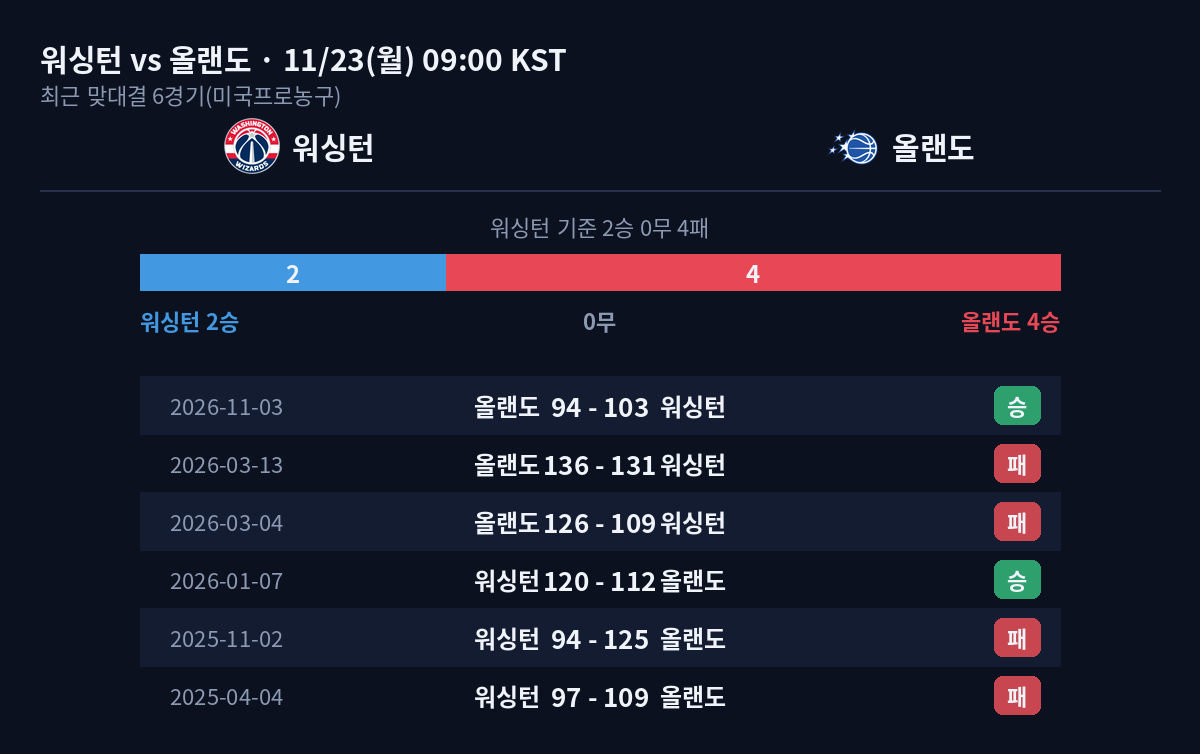 워싱턴 vs 올랜도 · 11/23(월) 09:00 KST
최근 맞대결 6경기(미국프로농구)
WASHINGTON WIZARDS 워싱턴 올랜도
워싱턴 기준 2승 0무 4패
2 4
워싱턴 2승 0무 올랜도 4승
2026-11-03 올랜도 94 - 103 워싱턴 승
2026-03-13 올랜도 136 - 131 워싱턴 패
2026-03-04 올랜도 126 - 109 워싱턴 패
2026-01-07 워싱턴 120 - 112 올랜도 승
2025-11-02 워싱턴 94 - 125 올랜도 패
2025-04-04 워싱턴 97 - 109 올랜도 패